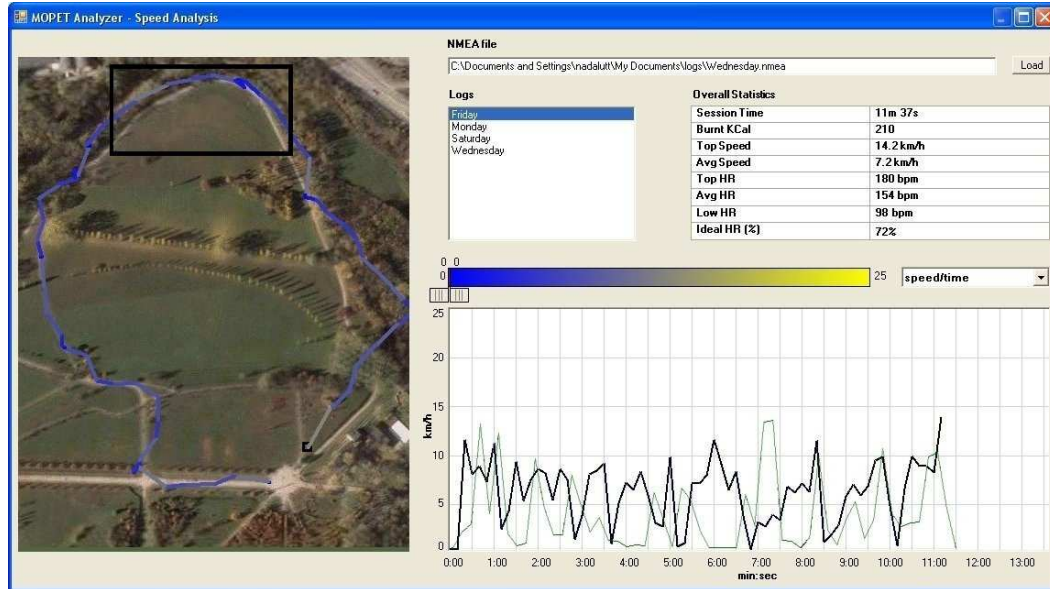 MOPET Analyzer - Speed Analysis
NMEA file
C:\Documents and Settings\nadalutt\My Documents\logs\Wednesday.nmea
Load
Logs
Friday
Monday
Saturday
Wednesday
Overall Statistics
Session Time 11m 37s
Burnt KCal 210
Top Speed 14.2 km/h
Avg Speed 7.2 km/h
Top HR 180 bpm
Avg HR 154 bpm
Low HR 98 bpm
Ideal HR (%) 72%
0 0
0 25 speed/time
25
20
15
10
5
0
km/h
0:00 1:00 2:00 3:00 4:00 5:00 6:00 7:00 8:00 9:00 10:00 11:00 12:00 13:00
min:sec